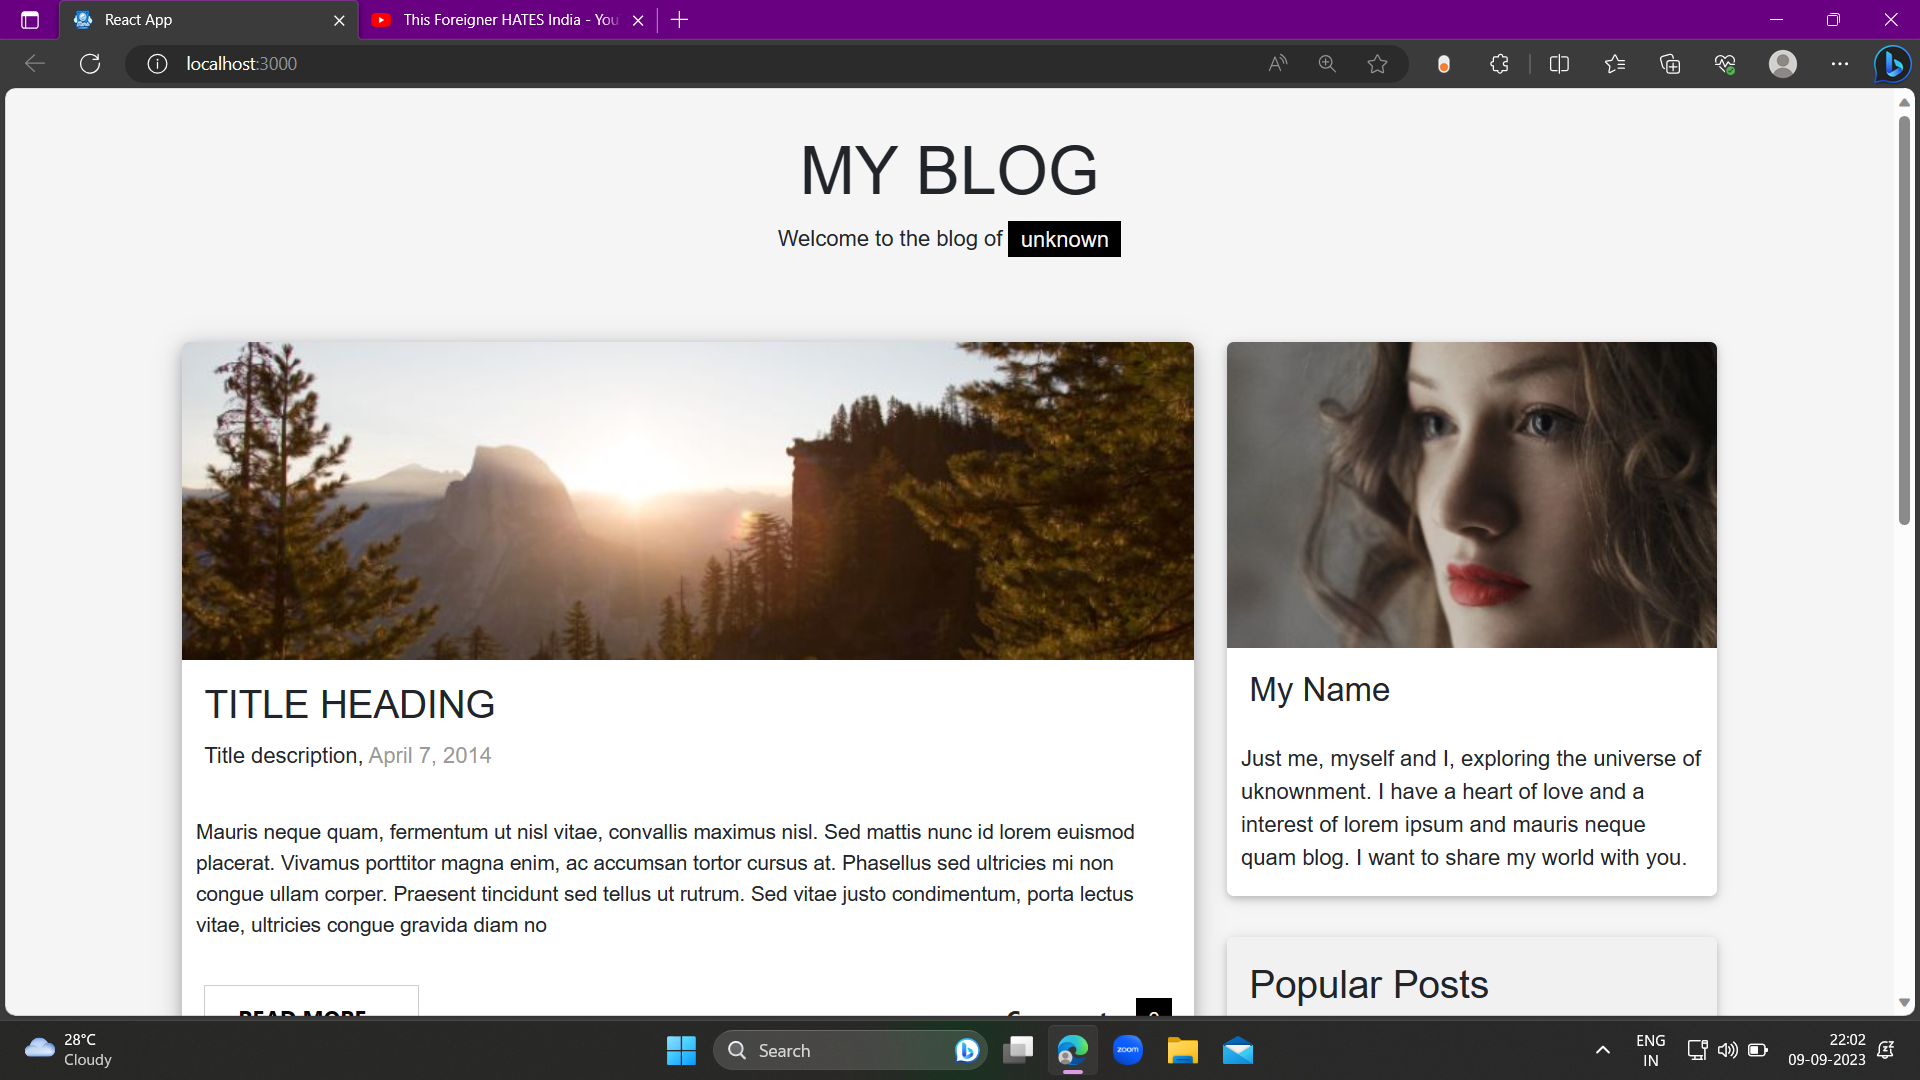 React App
This Foreigner HATES India - You
localhost:3000
MY BLOG
Welcome to the blog of unknown
TITLE HEADING
Title description, April 7, 2014
Mauris neque quam, fermentum ut nisl vitae, convallis maximus nisl. Sed mattis nunc id lorem euismod
placerat. Vivamus porttitor magna enim, ac accumsan tortor cursus at. Phasellus sed ultricies mi non
congue ullam corper. Praesent tincidunt sed tellus ut rutrum. Sed vitae justo condimentum, porta lectus
vitae, ultricies congue gravida diam no
READ MORE
My Name
Just me, myself and I, exploring the universe of
uknownment. I have a heart of love and a
interest of lorem ipsum and mauris neque
quam blog. I want to share my world with you.
Popular Posts
28°C
Cloudy
Search
zoom
ENG
IN
22:02
09-09-2023